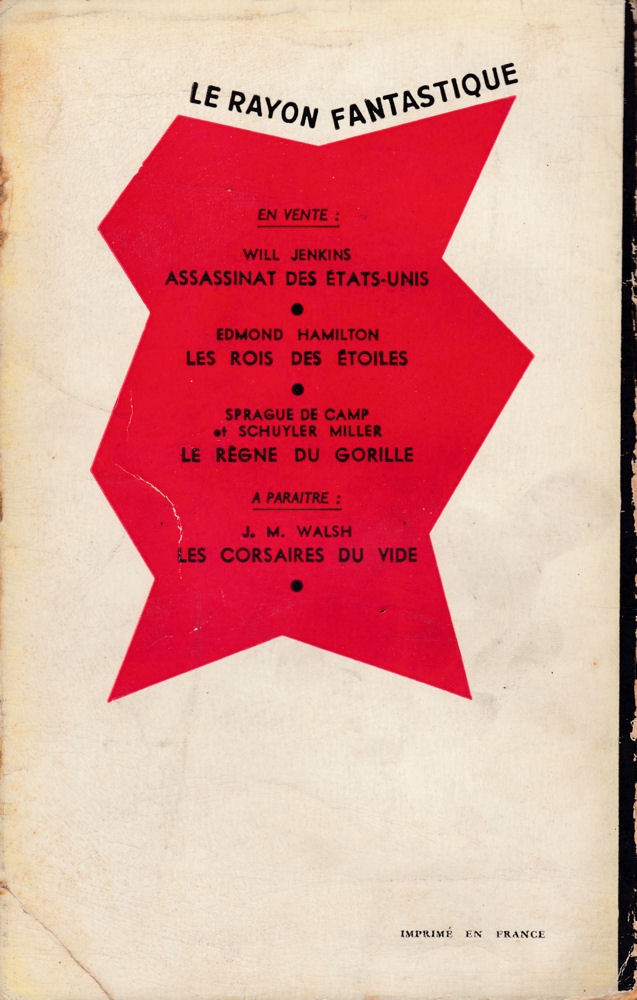 LE RAYON FANTASTIQUE
EN VENTE :
WILL JENKINS
ASSASSINAT DES ÉTATS-UNIS
EDMOND HAMILTON
LES ROIS DES ÉTOILES
SPRAGUE DE CAMP
et SCHUYLER MILLER
LE RÈGNE DU GORILLE
A PARAITRE :
J. M. WALSH
LES CORSAIRES DU VIDE
IMPRIMÉ EN FRANCE